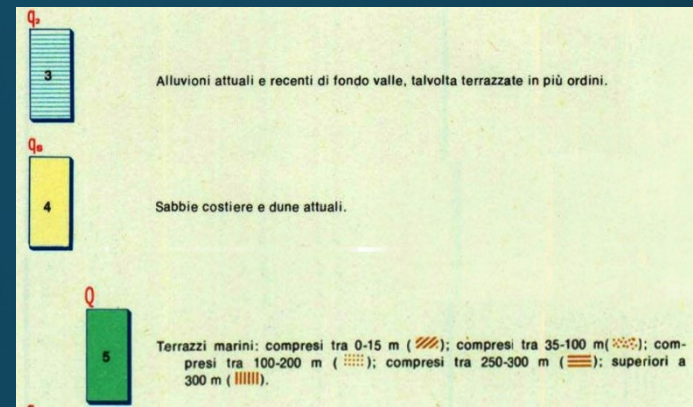 q₂
3
Alluvioni attuali e recenti di fondo valle, talvolta terrazzate in più ordini.
qs
4
Sabbie costiere e dune attuali.
Q
5
Terrazzi marini: compresi tra 0-15 m ( ); compresi tra 35-100 m( ); com-
presi tra 100-200 m ( ); compresi tra 250-300 m ( ); superiori a
300 m ( ).